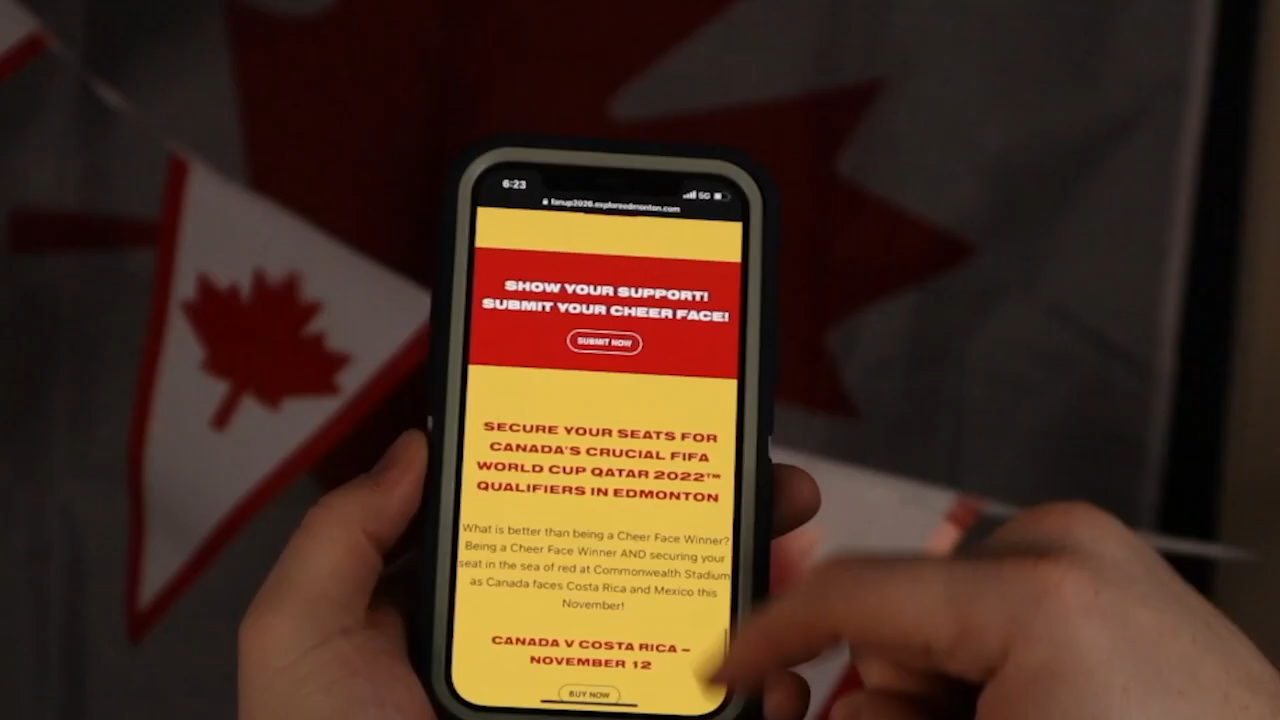 6:23
5G
fanup2026.exploreedmonton.com
SHOW YOUR SUPPORT!
SUBMIT YOUR CHEER FACE!
SUBMIT NOW
SECURE YOUR SEATS FOR
CANADA'S CRUCIAL FIFA
WORLD CUP QATAR 2022™
QUALIFIERS IN EDMONTON
What is better than being a Cheer Face Winner?
Being a Cheer Face Winner AND securing your
seat in the sea of red at Commonwealth Stadium
as Canada faces Costa Rica and Mexico this
November!
CANADA V COSTA RICA –
NOVEMBER 12
BUY NOW